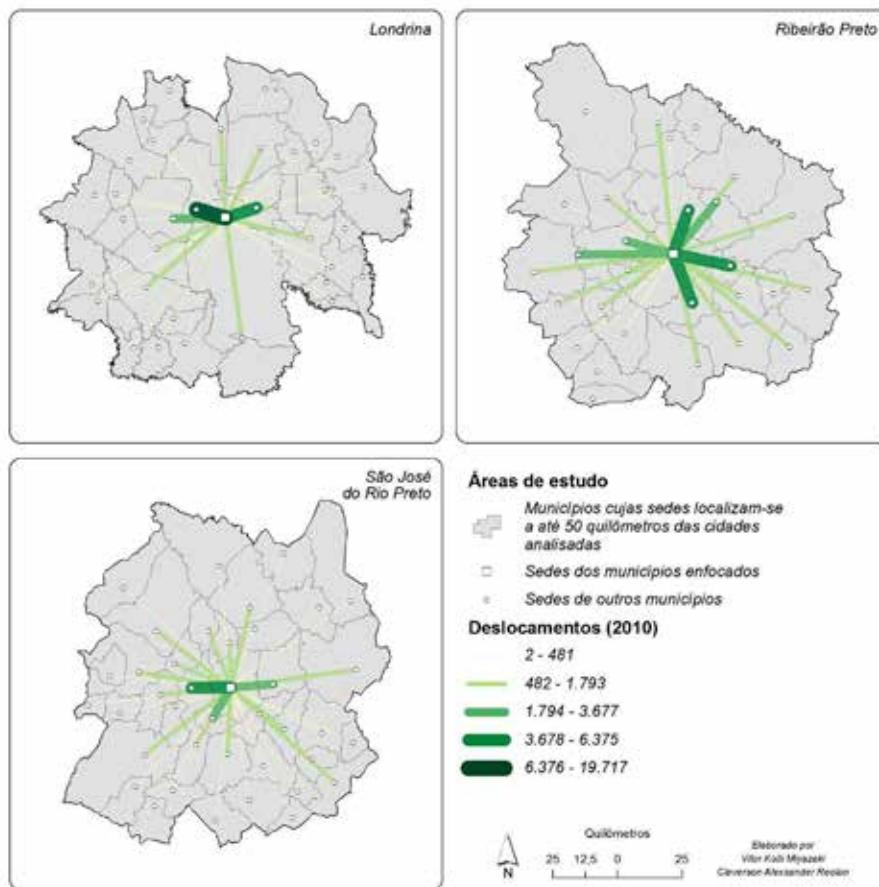 Londrina
Ribeirão Preto
São José
do Rio Preto
Áreas de estudo
Municípios cujas sedes localizam-se
a até 50 quilômetros das cidades
analisadas
Sedes dos municípios enfocados
Sedes de outros municípios
Deslocamentos (2010)
2 - 481
482 - 1.793
1.794 - 3.677
3.678 - 6.375
6.376 - 19.717
Quilômetros
25 12,5 0 25
N
Elaborado por
Vitor Koiti Miyazaki
Cleverson Alexsander Reolon